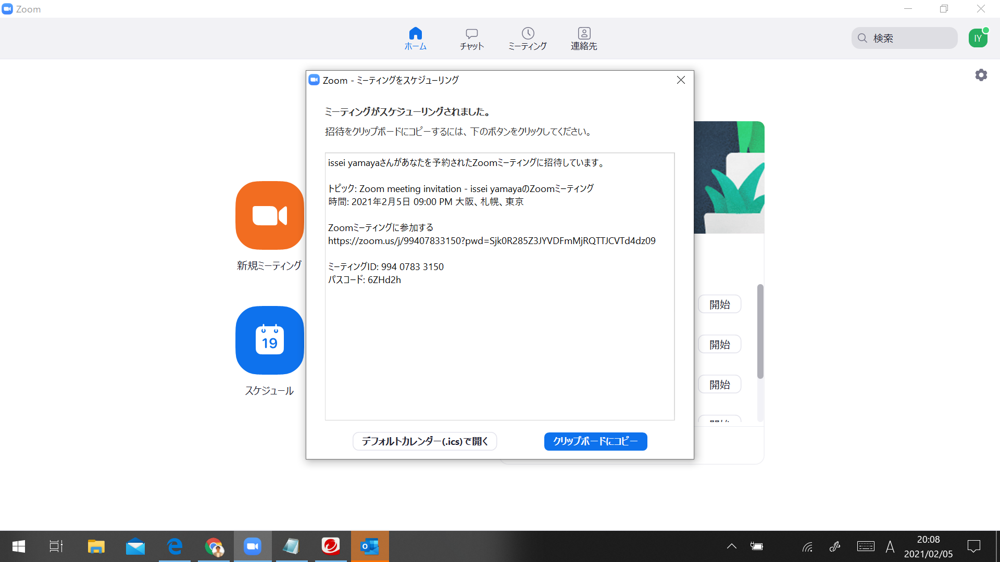 Zoom
ホーム
チャット
ミーティング
連絡先
検索
IY
Zoom - ミーティングをスケジューリング
ミーティングがスケジューリングされました。
招待をクリップボードにコピーするには、下のボタンをクリックしてください。
issei yamayaさんがあなたを予約されたZoomミーティングに招待しています。
トピック: Zoom meeting invitation - issei yamayaのZoomミーティング
時間: 2021年2月5日 09:00 PM 大阪、札幌、東京
Zoomミーティングに参加する
https://zoom.us/j/99407833150?pwd=Sjk0R285Z3JYVDFmMjRQTTJCVTd4dz09
ミーティングID: 994 0783 3150
パスコード: 6ZHd2h
新規ミーティング
19
スケジュール
開始
開始
開始
開始
デフォルトカレンダー(.ics)で開く
クリップボードにコピー
A
20:08
2021/02/05